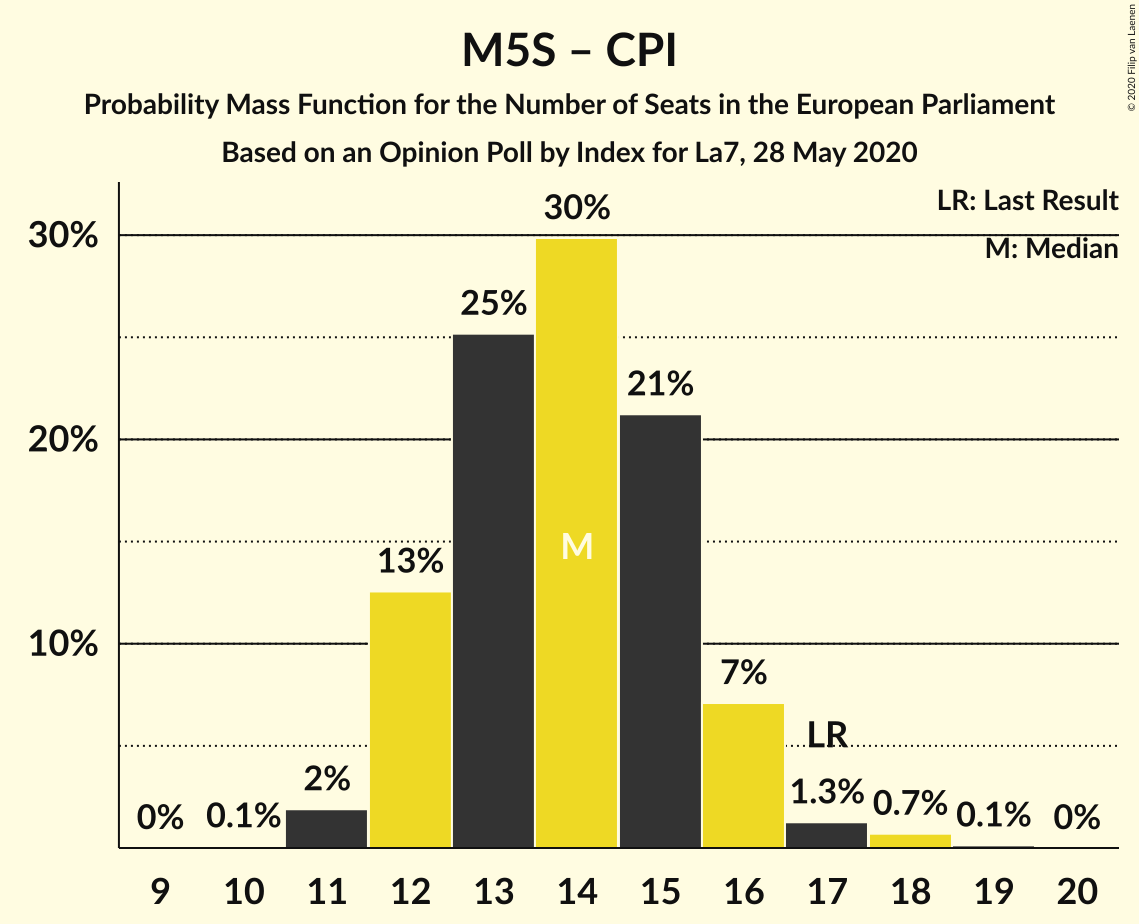 M5S – CPI
Probability Mass Function for the Number of Seats in the European Parliament
Based on an Opinion Poll by Index for La7, 28 May 2020
© 2020 Filip van Laenen
LR: Last Result
M: Median
30%
20%
10%
0%
0.1%
2%
13%
25%
30%
21%
7%
1.3%
0.7%
0.1%
0%
M
LR
9 10 11 12 13 14 15 16 17 18 19 20